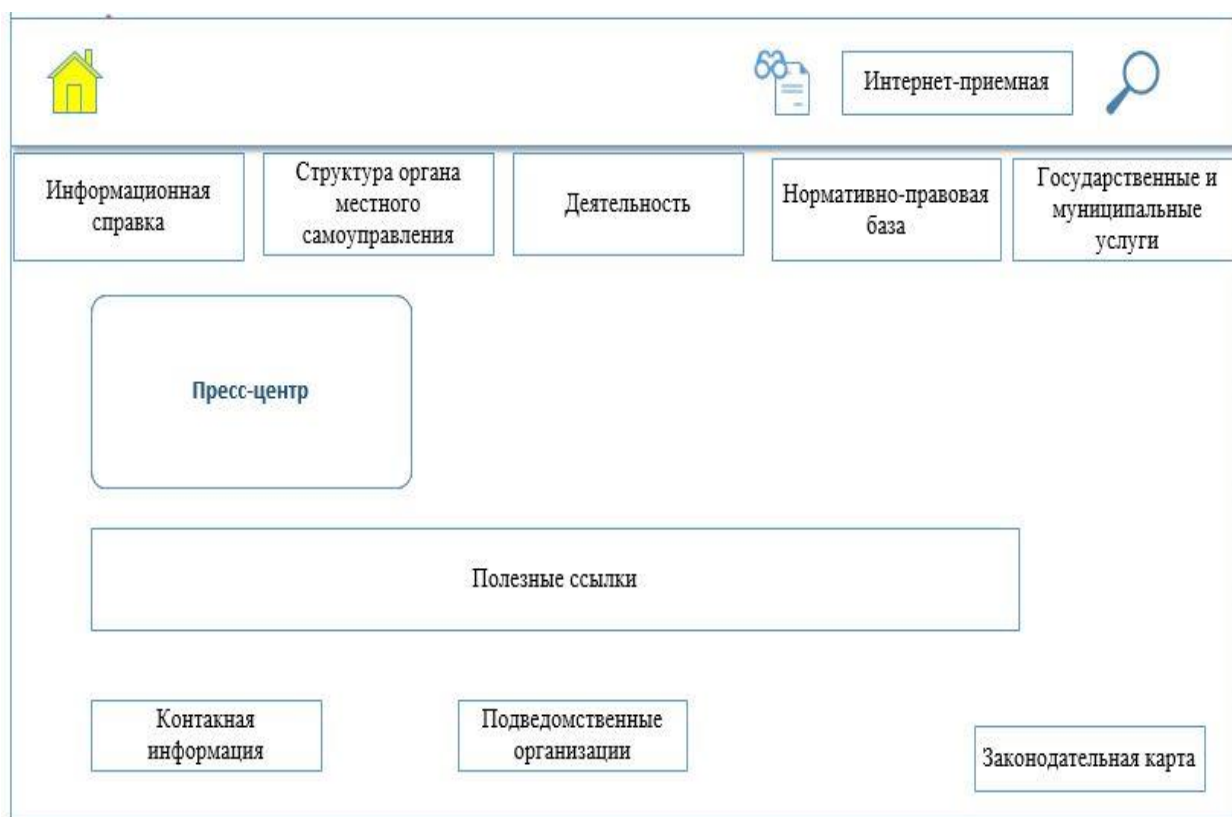 Интернет-приемная
Информационная
справка
Структура органа
местного
самоуправления
Деятельность
Нормативно-правовая
база
Государственные и
муниципальные
услуги
Пресс-центр
Полезные ссылки
Контакная
информация
Подведомственные
организации
Законодательная карта